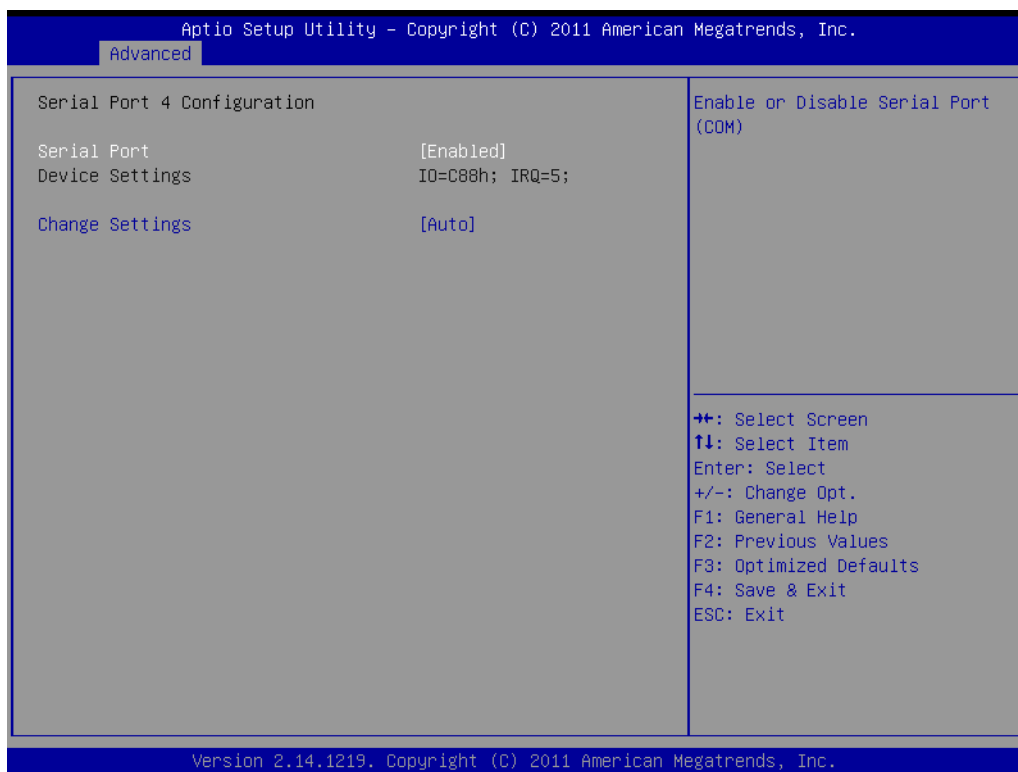 Aptio Setup Utility – Copyright (C) 2011 American Megatrends, Inc.
Advanced
Serial Port 4 Configuration
Serial Port [Enabled]
Device Settings IO=C88h; IRQ=5;
Change Settings [Auto]
Enable or Disable Serial Port
(COM)
→←: Select Screen
↑↓: Select Item
Enter: Select
+/-: Change Opt.
F1: General Help
F2: Previous Values
F3: Optimized Defaults
F4: Save & Exit
ESC: Exit
Version 2.14.1219. Copyright (C) 2011 American Megatrends, Inc.